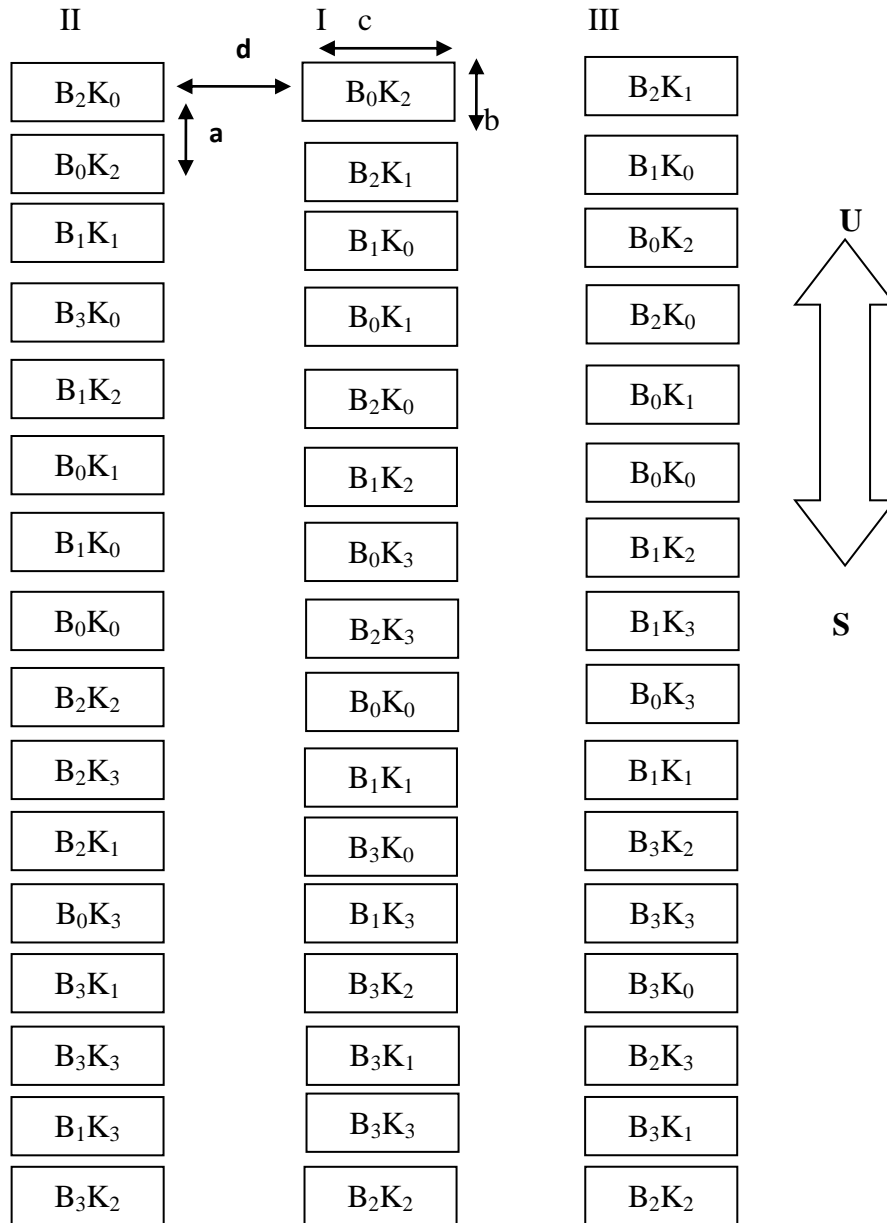 II I c III
d
B₂K₀ B₀K₂ B₂K₁
a b
B₀K₂ B₂K₁ B₁K₀
B₁K₁ B₁K₀ B₀K₂
U
B₃K₀ B₀K₁ B₂K₀
B₁K₂ B₂K₀ B₀K₁
B₀K₁ B₁K₂ B₀K₀
B₁K₀ B₀K₃ B₁K₂
B₀K₀ B₂K₃ B₁K₃
S
B₂K₂ B₀K₀ B₀K₃
B₂K₃ B₁K₁ B₁K₁
B₂K₁ B₃K₀ B₃K₂
B₀K₃ B₁K₃ B₃K₃
B₃K₁ B₃K₂ B₃K₀
B₃K₃ B₃K₁ B₂K₃
B₁K₃ B₃K₃ B₃K₁
B₃K₂ B₂K₂ B₂K₂